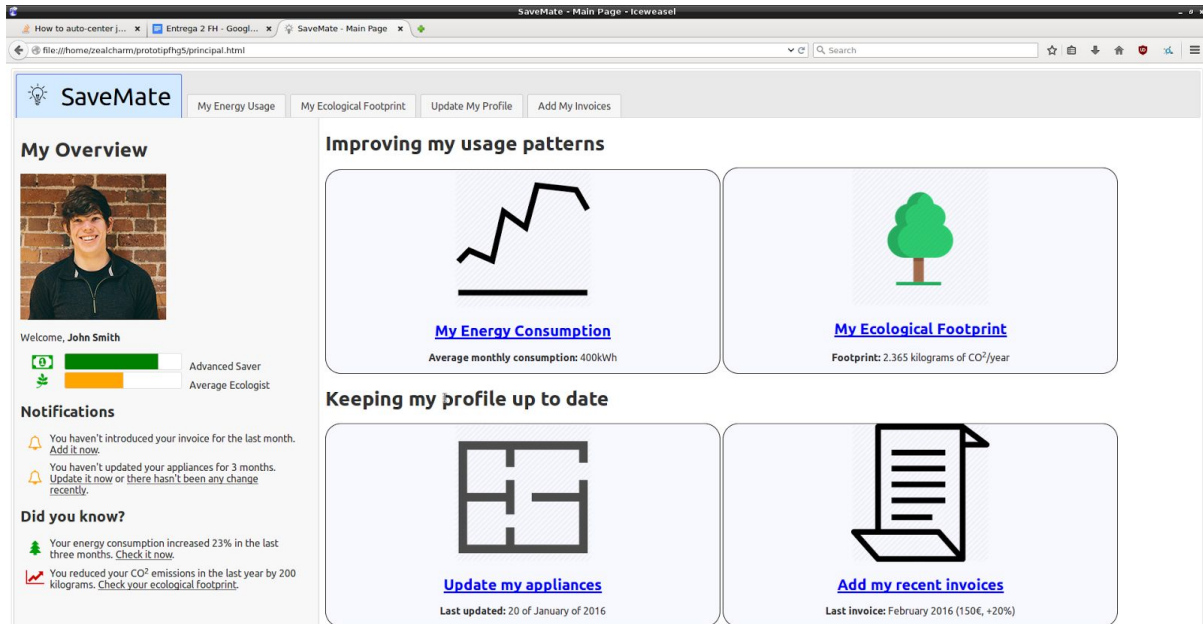 SaveMate - Main Page - Iceweasel
How to auto-center j...
Entrega 2 FH - Googl...
SaveMate - Main Page
file:///home/zealcharm/prototipfhg5/principal.html
Search
SaveMate
My Energy Usage
My Ecological Footprint
Update My Profile
Add My Invoices
My Overview
Welcome, John Smith
Advanced Saver
Average Ecologist
Notifications
You haven't introduced your invoice for the last month.
Add it now.
You haven't updated your appliances for 3 months.
Update it now or there hasn't been any change
recently.
Did you know?
Your energy consumption increased 23% in the last
three months. Check it now.
You reduced your CO² emissions in the last year by 200
kilograms. Check your ecological footprint.
Improving my usage patterns
My Energy Consumption
Average monthly consumption: 400kWh
My Ecological Footprint
Footprint: 2.365 kilograms of CO²/year
Keeping my profile up to date
Update my appliances
Last updated: 20 of January of 2016
Add my recent invoices
Last invoice: February 2016 (150€, +20%)